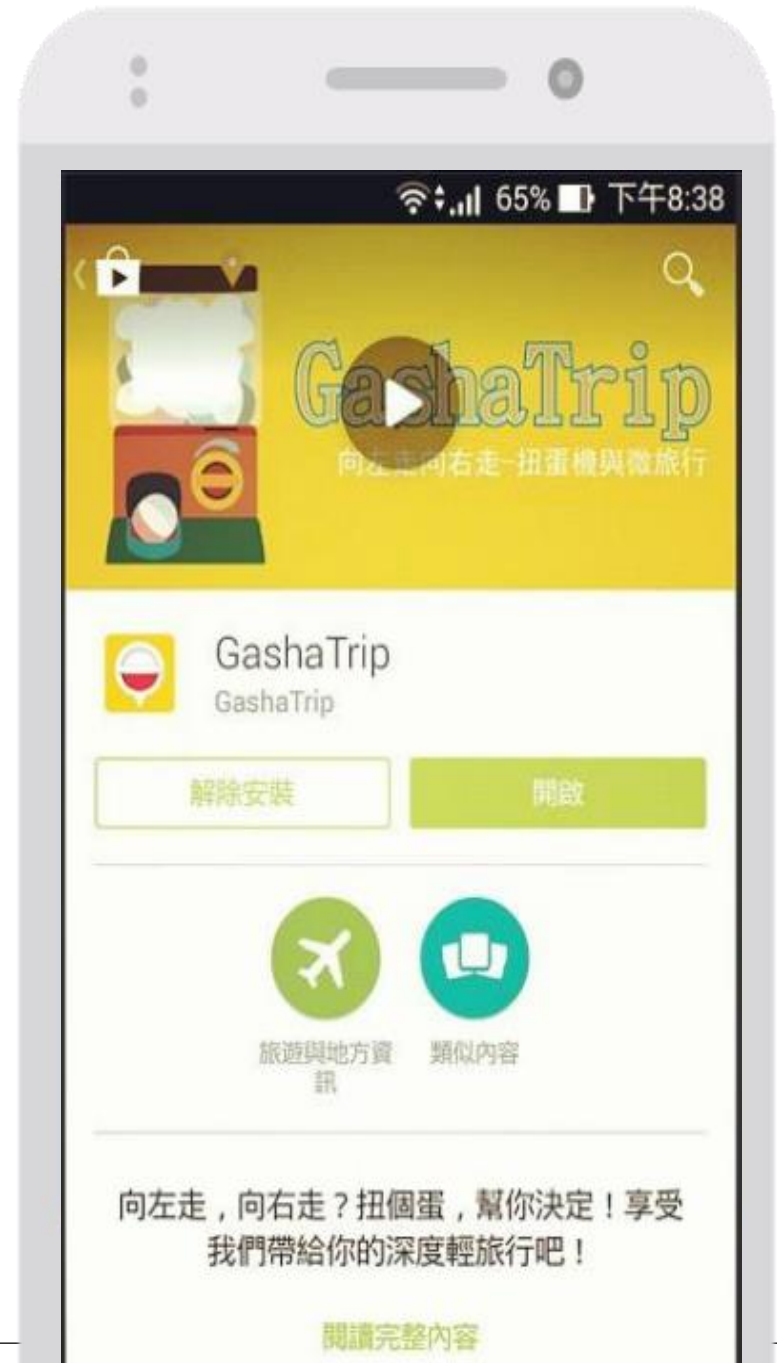 65% 下午8:38
GashaTrip
向左走向右走-扭蛋機與微旅行
GashaTrip
GashaTrip
解除安裝
開啟
旅遊與地方資
訊
類似內容
向左走，向右走？扭個蛋，幫你決定！享受
我們帶給你的深度輕旅行吧！
閱讀完整內容